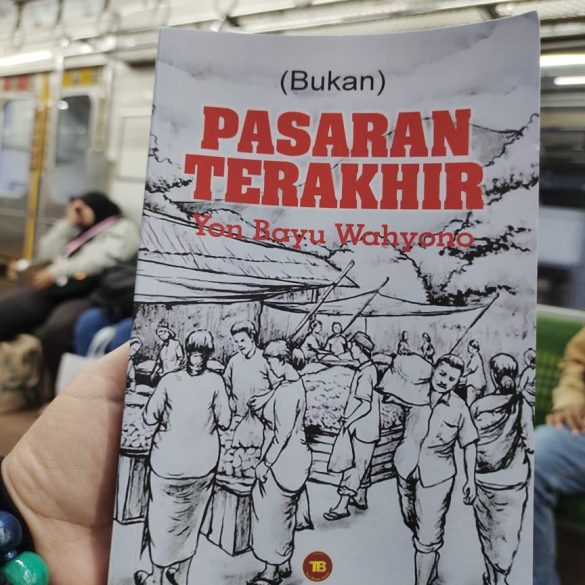 (Bukan)
PASARAN
TERAKHIR
Yon Bayu Wahyono
TB